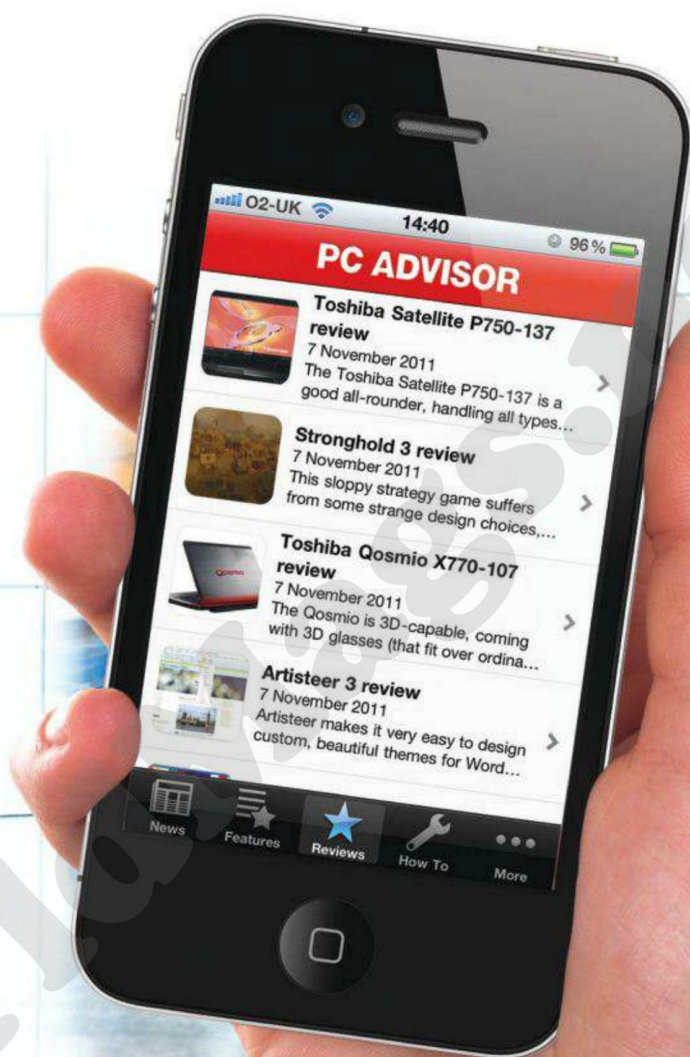 O2-UK 14:40 96%
PC ADVISOR
Toshiba Satellite P750-137
review
7 November 2011
The Toshiba Satellite P750-137 is a
good all-rounder, handling all types...
Stronghold 3 review
7 November 2011
This sloppy strategy game suffers
from some strange design choices,...
Toshiba Qosmio X770-107
review
7 November 2011
The Qosmio is 3D-capable, coming
with 3D glasses (that fit over ordina...
Artisteer 3 review
7 November 2011
Artisteer makes it very easy to design
custom, beautiful themes for Word...
News Features Reviews How To More